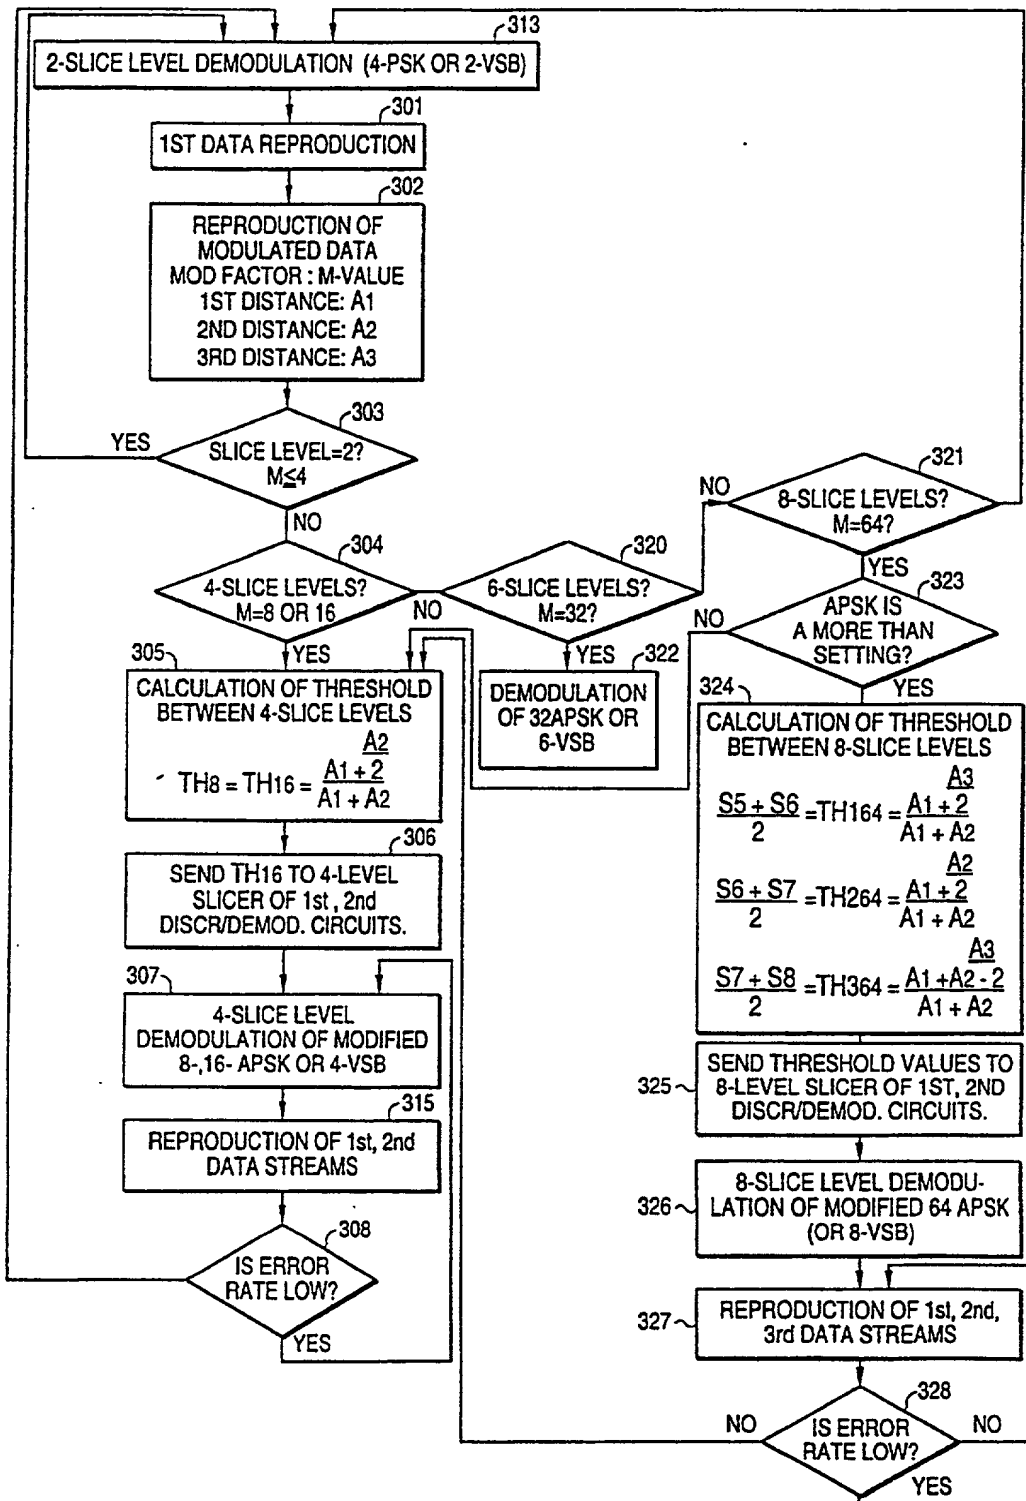 313
2-SLICE LEVEL DEMODULATION (4-PSK OR 2-VSB)
301
1ST DATA REPRODUCTION
302
REPRODUCTION OF
MODULATED DATA
MOD FACTOR : M-VALUE
1ST DISTANCE: A1
2ND DISTANCE: A2
3RD DISTANCE: A3
303
YES
SLICE LEVEL=2?
M≤4
NO
304
4-SLICE LEVELS?
M=8 OR 16
NO
YES
320
6-SLICE LEVELS?
M=32?
NO
YES
321
8-SLICE LEVELS?
M=64?
YES
323
NO
APSK IS
A MORE THAN
SETTING?
YES
305
CALCULATION OF THRESHOLD
BETWEEN 4-SLICE LEVELS
A2
TH8 = TH16 = A1 + 2
A1 + A2
322
DEMODULATION
OF 32APSK OR
6-VSB
324
CALCULATION OF THRESHOLD
BETWEEN 8-SLICE LEVELS
A3
S5 + S6 =TH164= A1 + 2
2 A1 + A2
A2
S6 + S7 =TH264= A1 + 2
2 A1 + A2
A3
S7 + S8 =TH364= A1 +A2 - 2
2 A1 + A2
306
SEND TH16 TO 4-LEVEL
SLICER OF 1st , 2nd
DISCR/DEMOD. CIRCUITS.
307
4-SLICE LEVEL
DEMODULATION OF MODIFIED
8-,16- APSK OR 4-VSB
315
REPRODUCTION OF 1st, 2nd
DATA STREAMS
308
IS ERROR
RATE LOW?
YES
325
SEND THRESHOLD VALUES TO
8-LEVEL SLICER OF 1ST, 2ND
DISCR/DEMOD. CIRCUITS.
326
8-SLICE LEVEL DEMODU-
LATION OF MODIFIED 64 APSK
(OR 8-VSB)
327
REPRODUCTION OF 1st, 2nd,
3rd DATA STREAMS
328
NO
IS ERROR
RATE LOW?
NO
YES